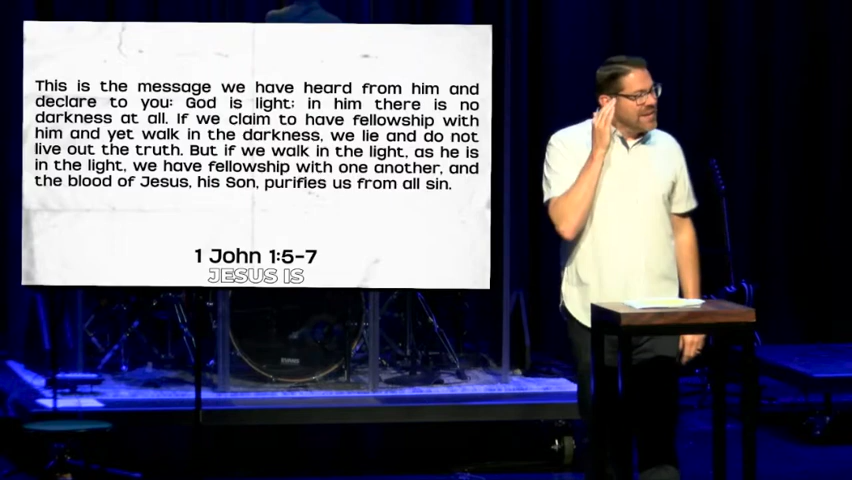 This is the message we have heard from him and
declare to you: God is light; in him there is no
darkness at all. If we claim to have fellowship with
him and yet walk in the darkness, we lie and do not
live out the truth. But if we walk in the light, as he is
in the light, we have fellowship with one another, and
the blood of Jesus, his Son, purifies us from all sin.
1 John 1:5-7
JESUS IS